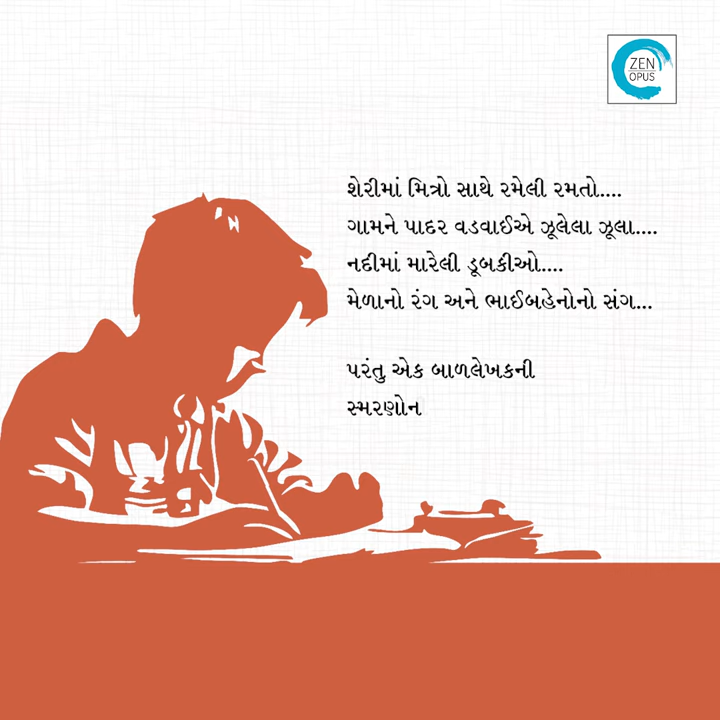 ZEN
OPUS
શેરીમાં મિત્રો સાથે રમેલી રમતો....
ગામને પાદર વડવાઈએ ઝૂલેલા ઝૂલા....
નદીમાં મારેલી ડૂબકીઓ....
મેળાનો રંગ અને ભાઈબહેનોનો સંગ...
પરંતુ એક બાળલેખકની
સ્મરણોન